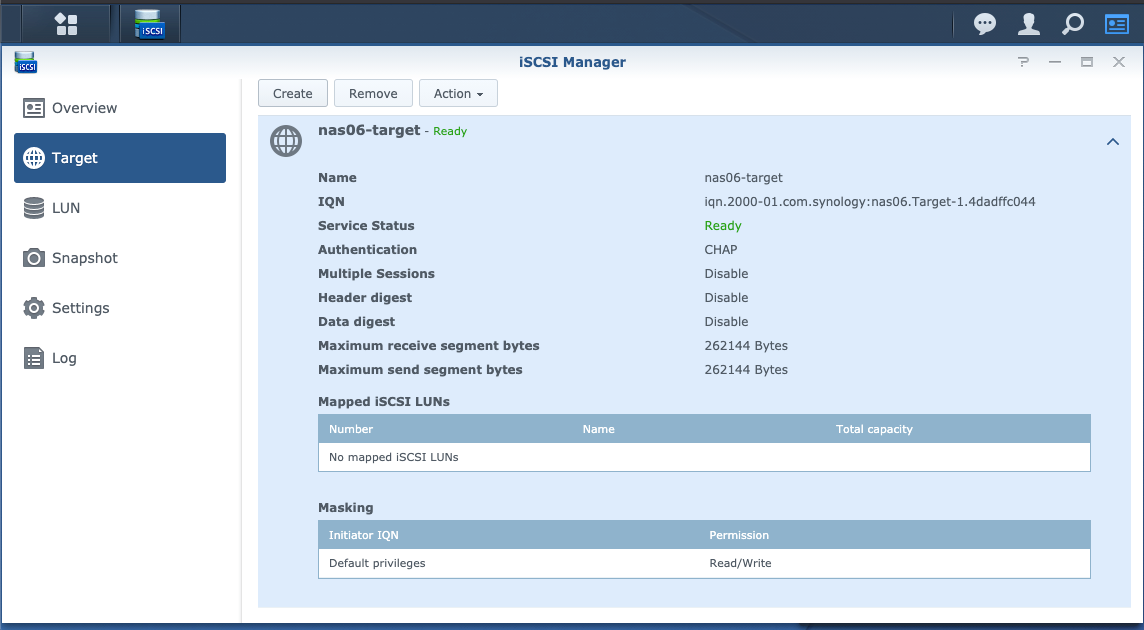 iSCSI
iSCSI
iSCSI Manager
Overview
Target
LUN
Snapshot
Settings
Log
Create Remove Action
nas06-target - Ready
Name nas06-target
IQN iqn.2000-01.com.synology:nas06.Target-1.4dadffc044
Service Status Ready
Authentication CHAP
Multiple Sessions Disable
Header digest Disable
Data digest Disable
Maximum receive segment bytes 262144 Bytes
Maximum send segment bytes 262144 Bytes
Mapped iSCSI LUNs
Number Name Total capacity
No mapped iSCSI LUNs
Masking
Initiator IQN Permission
Default privileges Read/Write